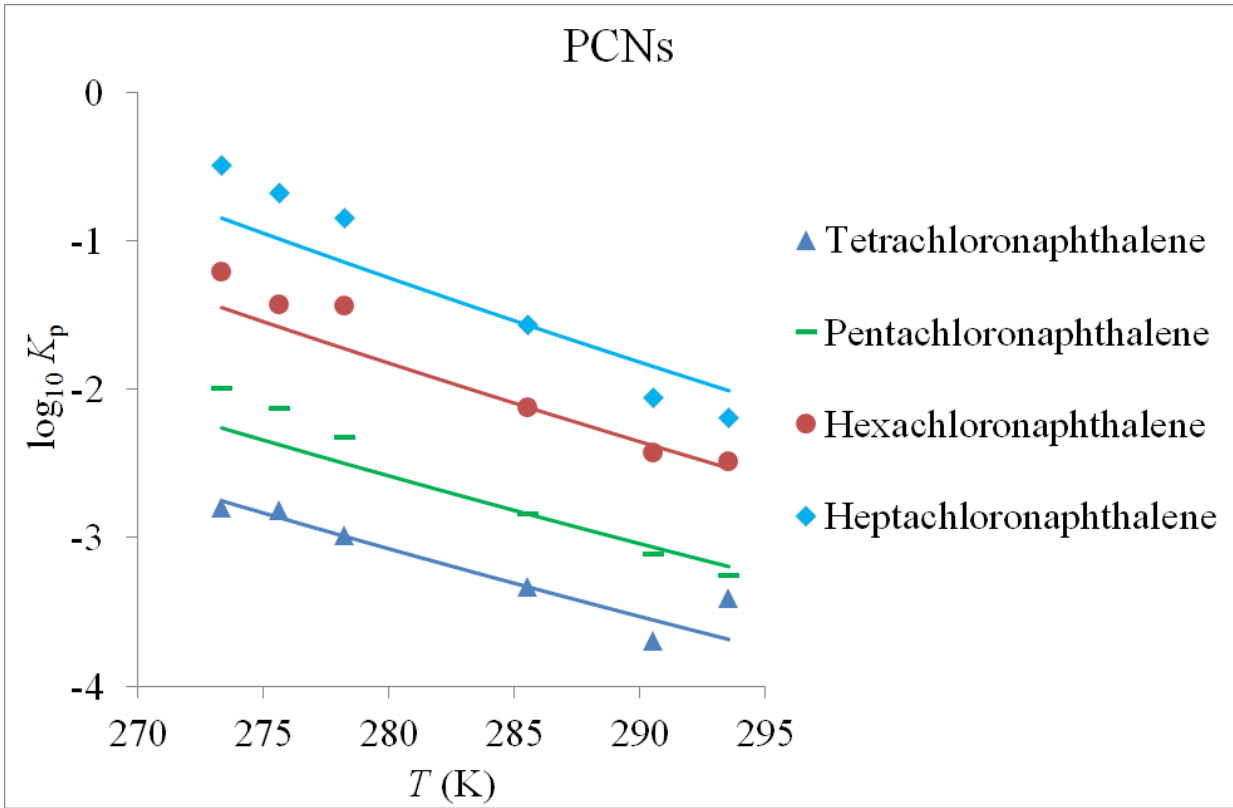 PCNs
0
-1
-2
-3
-4
log₁₀ Kₚ
270 275 280 285 290 295
T (K)
Tetrachloronaphthalene
Pentachloronaphthalene
Hexachloronaphthalene
Heptachloronaphthalene